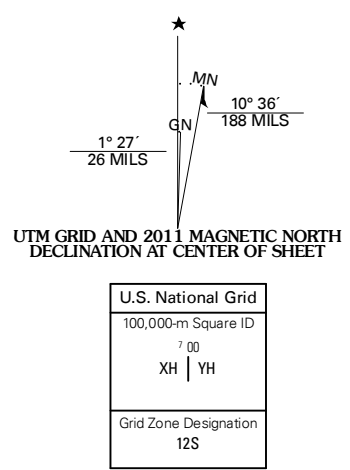 ★
MN
10° 36´
188 MILS
GN
1° 27´
26 MILS
UTM GRID AND 2011 MAGNETIC NORTH
DECLINATION AT CENTER OF SHEET
U.S. National Grid
100,000-m Square ID
7 00
XH | YH
Grid Zone Designation
12S